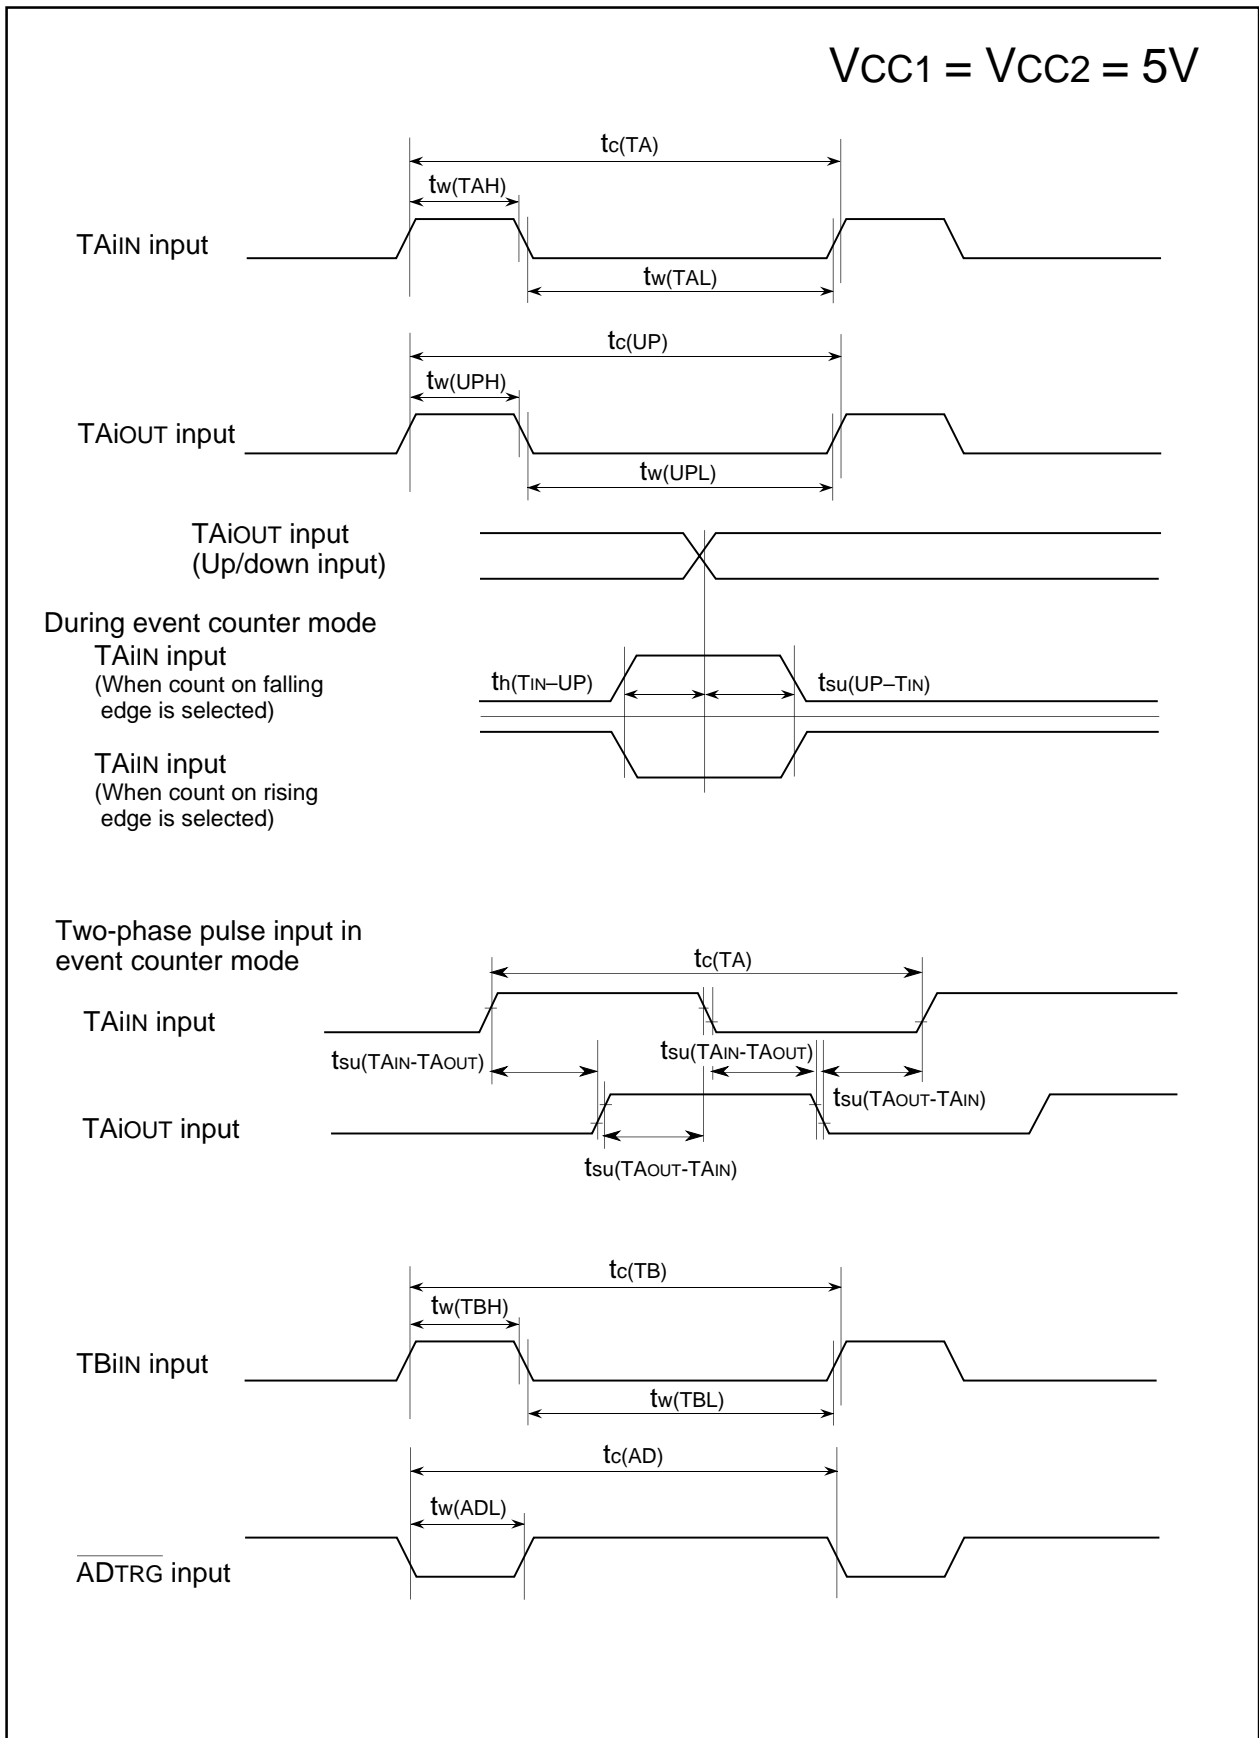 VCC1 = VCC2 = 5V
tc(TA)
tw(TAH)
TAiIN input
tw(TAL)
tc(UP)
tw(UPH)
TAiOUT input
tw(UPL)
TAiOUT input
(Up/down input)
During event counter mode
TAiIN input
(When count on falling
edge is selected)
th(TIN–UP)
tsu(UP–TIN)
TAiIN input
(When count on rising
edge is selected)
Two-phase pulse input in
event counter mode
tc(TA)
TAiIN input
tsu(TAIN-TAOUT)
tsu(TAIN-TAOUT)
tsu(TAOUT-TAIN)
TAiOUT input
tsu(TAOUT-TAIN)
tc(TB)
tw(TBH)
TBiIN input
tw(TBL)
tc(AD)
tw(ADL)
ADTRG input